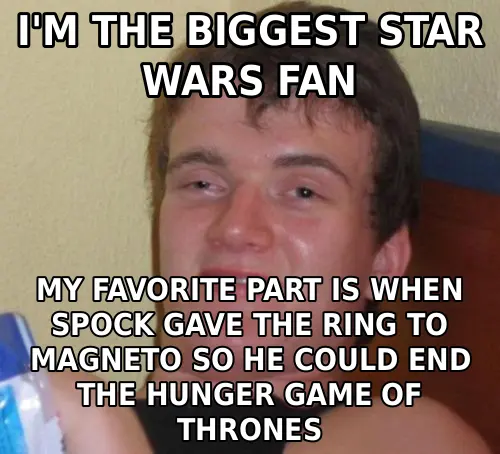 I'M THE BIGGEST STAR
WARS FAN
MY FAVORITE PART IS WHEN
SPOCK GAVE THE RING TO
MAGNETO SO HE COULD END
THE HUNGER GAME OF
THRONES